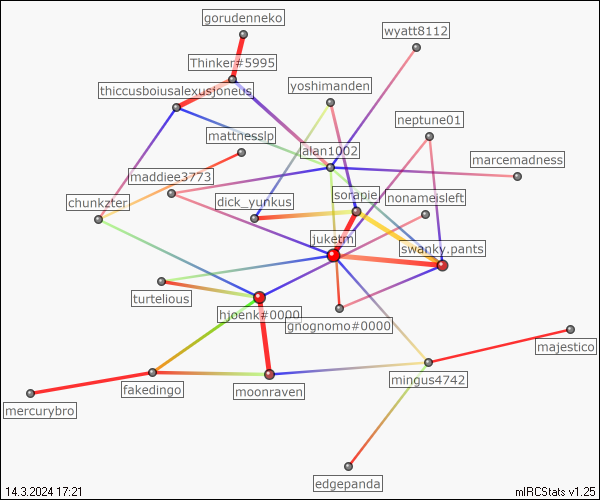 gorudenneko
wyatt8112
Thinker#5995
thiccusboiusalexusjoneus
yoshimanden
neptune01
mattnesslp
alan1002
marcemadness
maddiee3773
chunkzter
dick_yunkus
sorapie
nonameisleft
juketm
swanky.pants
turtelious
hjoenk#0000
gnognomo#0000
majestico
fakedingo
moonraven
mingus4742
mercurybro
edgepanda
14.3.2024 17:21
mIRCStats v1.25